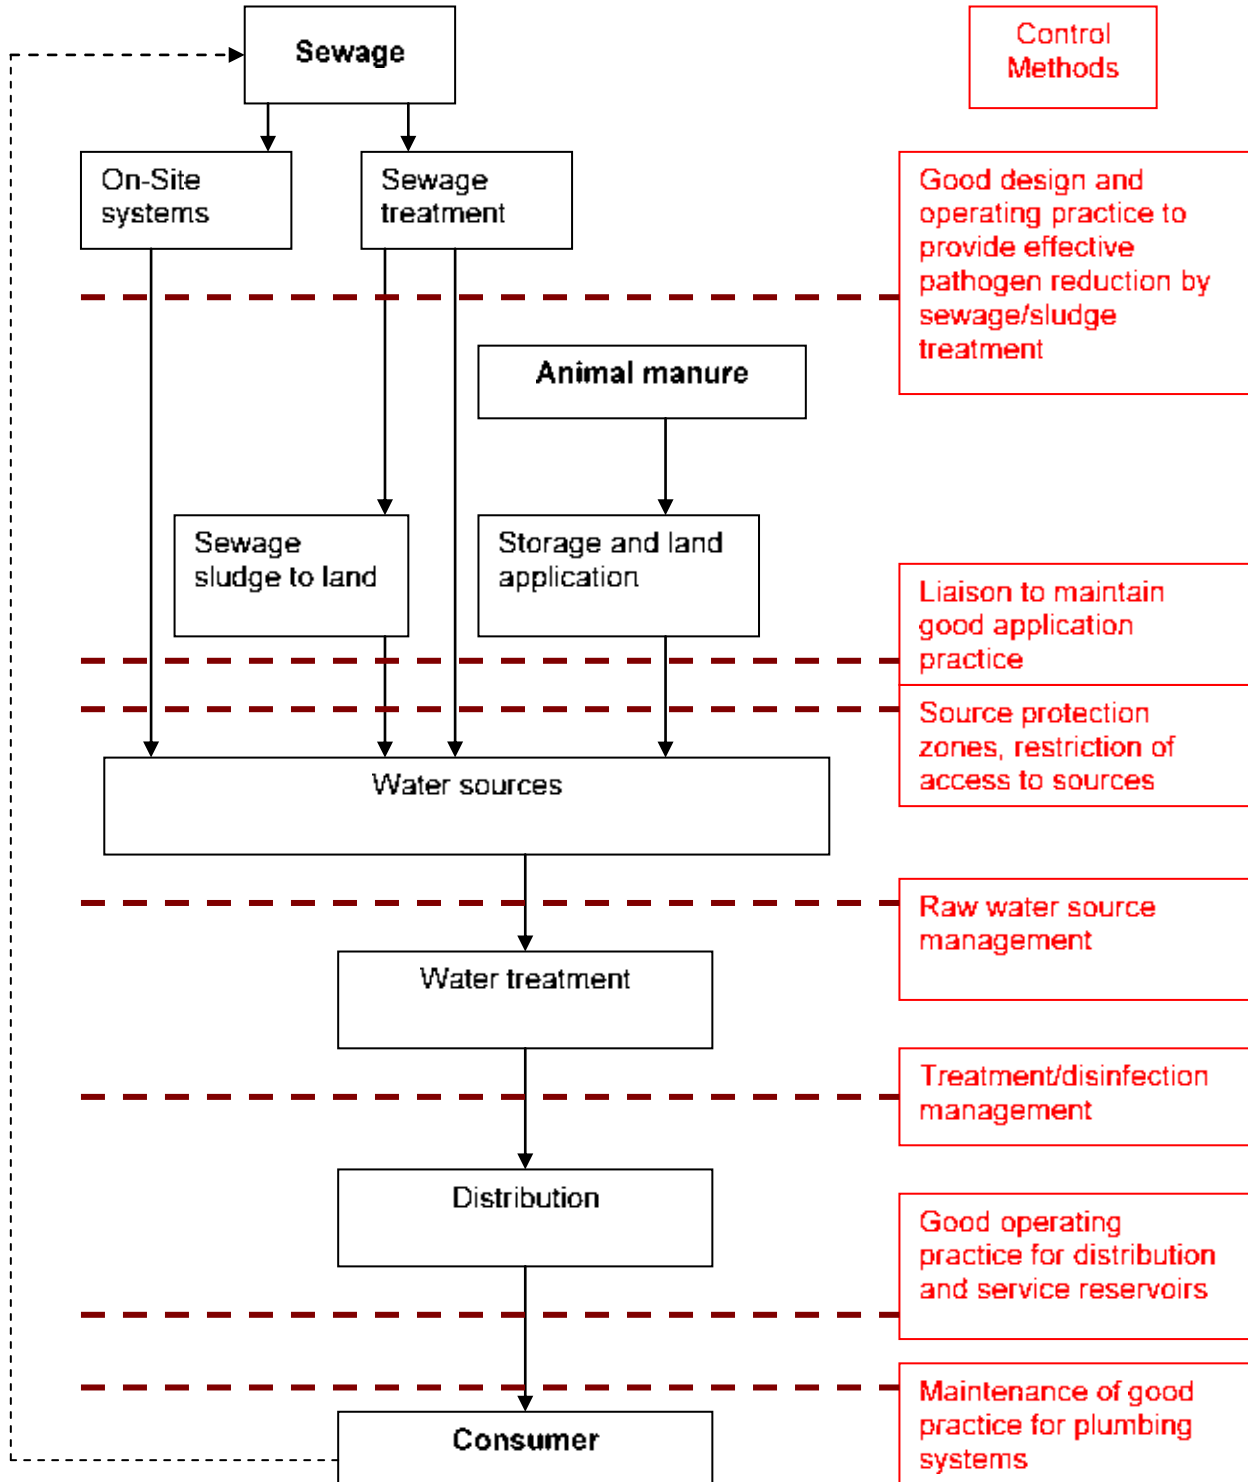 Sewage
Control
Methods
On-Site
systems
Sewage
treatment
Good design and
operating practice to
provide effective
pathogen reduction by
sewage/sludge
treatment
Animal manure
Sewage
sludge to land
Storage and land
application
Liaison to maintain
good application
practice
Source protection
zones, restriction of
access to sources
Water sources
Raw water source
management
Water treatment
Treatment/disinfection
management
Distribution
Good operating
practice for distribution
and service reservoirs
Maintenance of good
practice for plumbing
systems
Consumer